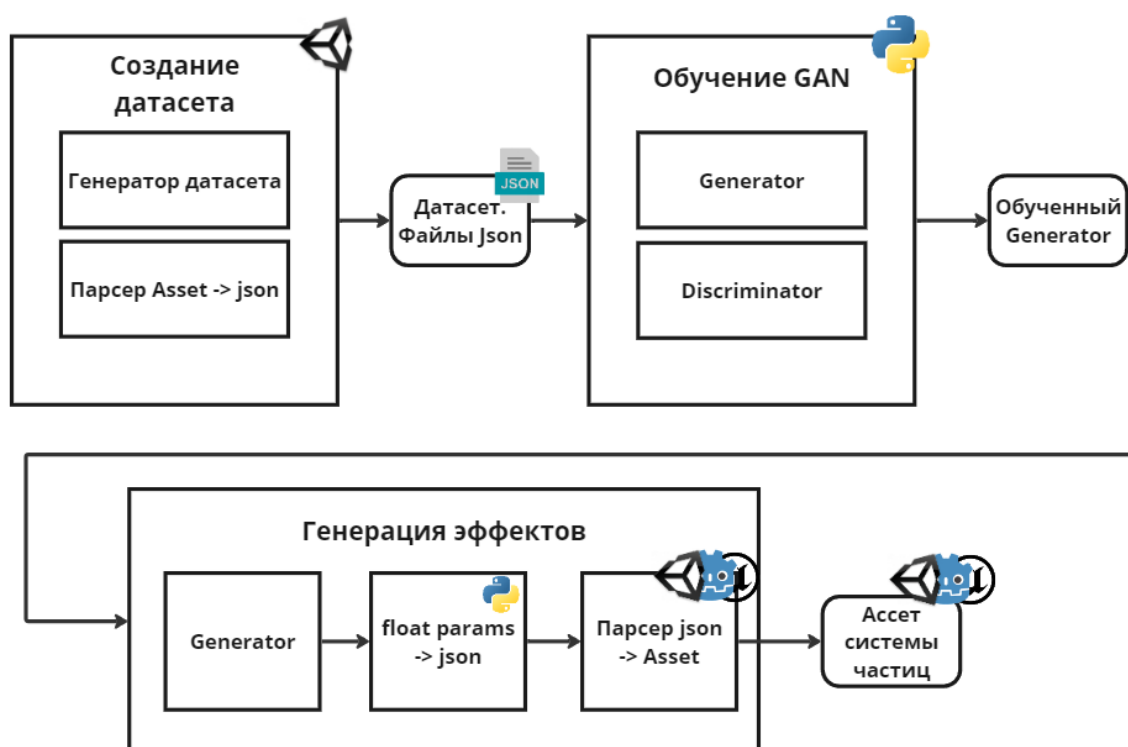 Создание
датасета
Генератор датасета
Парсер Asset -> json
JSON
Датасет.
Файлы Json
Обучение GAN
Generator
Discriminator
Обученный
Generator
Генерация эффектов
Generator
float params
-> json
Парсер json
-> Asset
Ассет
системы
частиц